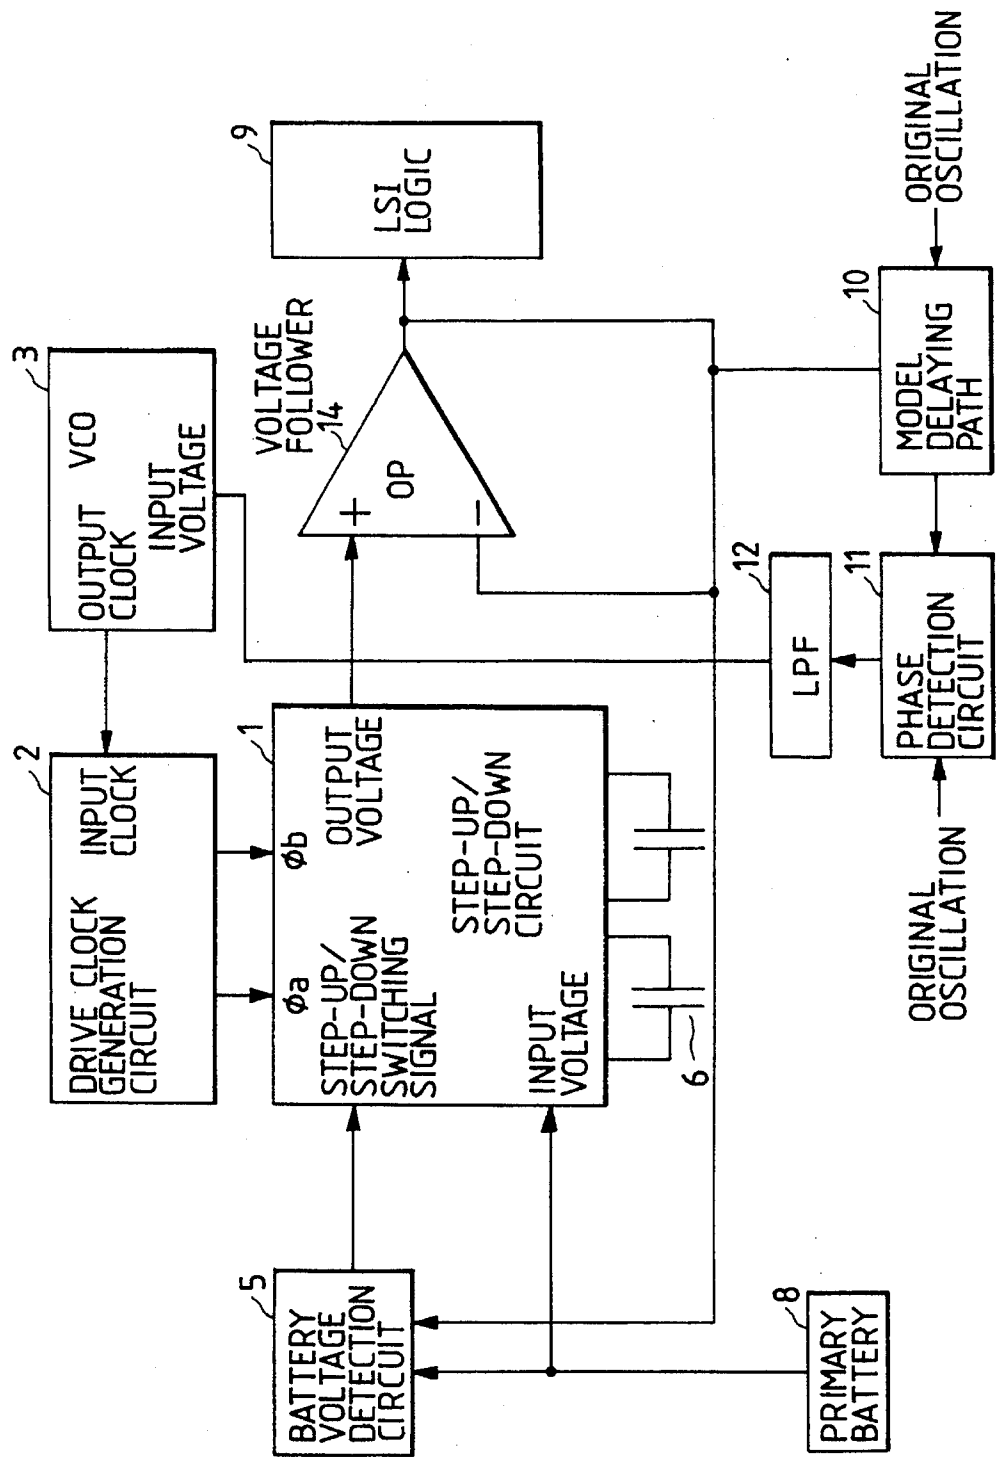 2
DRIVE CLOCK
GENERATION
CIRCUIT
INPUT
CLOCK
3
OUTPUT
CLOCK
VCO
INPUT
VOLTAGE
5
BATTERY
VOLTAGE
DETECTION
CIRCUIT
1
ϕa
ϕb
STEP-UP/
STEP-DOWN
SWITCHING
SIGNAL
OUTPUT
VOLTAGE
STEP-UP/
STEP-DOWN
CIRCUIT
INPUT
VOLTAGE
6
VOLTAGE
FOLLOWER
14
+
OP
−
9
LSI
LOGIC
8
PRIMARY
BATTERY
12
LPF
11
PHASE
DETECTION
CIRCUIT
10
MODEL
DELAYING
PATH
ORIGINAL
OSCILLATION
ORIGINAL
OSCILLATION